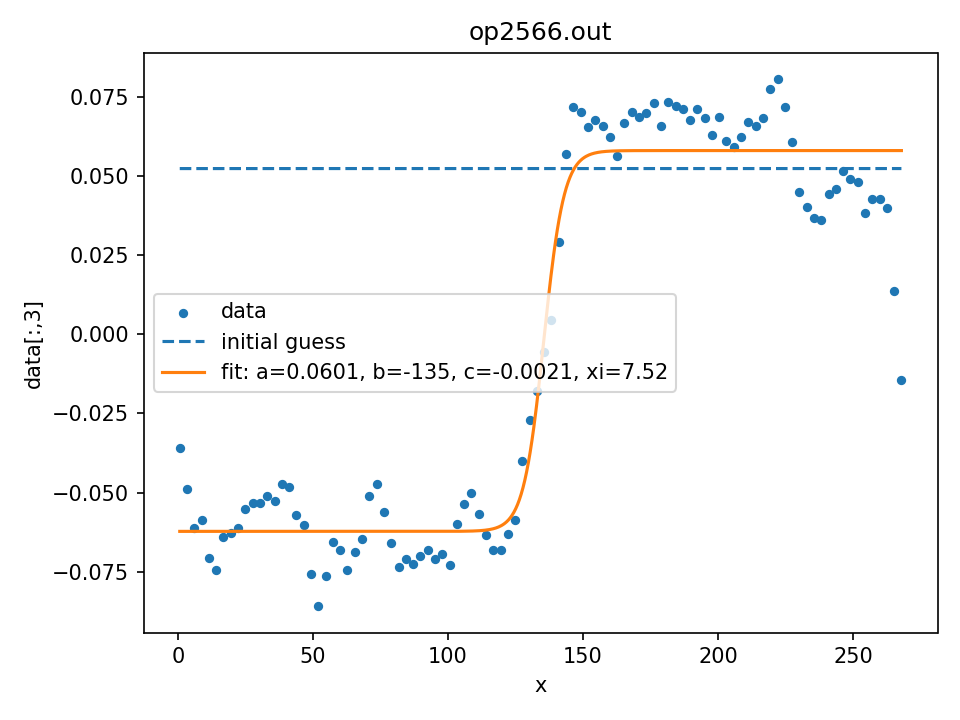 op2566.out
0.075
0.050
0.025
0.000
−0.025
−0.050
−0.075
data[:,3]
data
initial guess
fit: a=0.0601, b=-135, c=-0.0021, xi=7.52
0 50 100 150 200 250
x